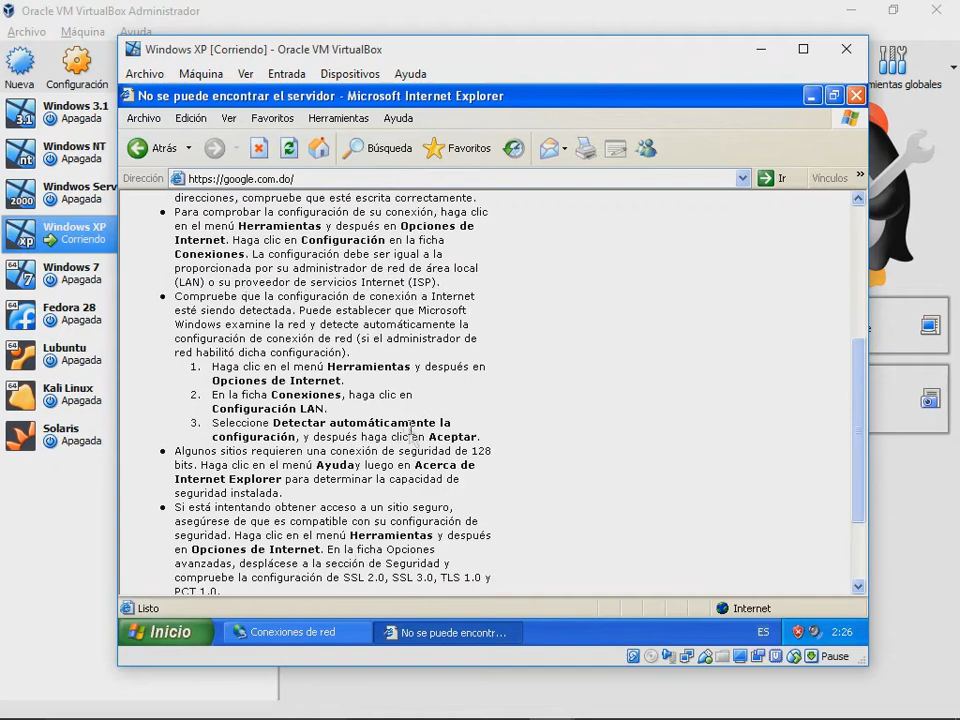 Oracle VM VirtualBox Administrador
Archivo Máquina Ayuda
Nueva
Configuración
mientas globales
Windows 3.1
Apagada
Windows NT
Apagada
Windwos Serv
Apagada
Windows XP
Corriendo
Windows 7
Apagada
Fedora 28
Apagada
Lubuntu
Apagada
Kali Linux
Apagada
Solaris
Apagada
Windows XP [Corriendo] - Oracle VM VirtualBox
Archivo Máquina Ver Entrada Dispositivos Ayuda
No se puede encontrar el servidor - Microsoft Internet Explorer
Archivo Edición Ver Favoritos Herramientas Ayuda
Atrás Búsqueda Favoritos
Dirección https://google.com.do/ Ir Vínculos »
direcciones, compruebe que esté escrita correctamente.
• Para comprobar la configuración de su conexión, haga clic
en el menú Herramientas y después en Opciones de
Internet. Haga clic en Configuración en la ficha
Conexiones. La configuración debe ser igual a la
proporcionada por su administrador de red de área local
(LAN) o su proveedor de servicios Internet (ISP).
• Compruebe que la configuración de conexión a Internet
esté siendo detectada. Puede establecer que Microsoft
Windows examine la red y detecte automáticamente la
configuración de conexión de red (si el administrador de
red habilitó dicha configuración).
1. Haga clic en el menú Herramientas y después en
Opciones de Internet.
2. En la ficha Conexiones, haga clic en
Configuración LAN.
3. Seleccione Detectar automáticamente la
configuración, y después haga clic en Aceptar.
• Algunos sitios requieren una conexión de seguridad de 128
bits. Haga clic en el menú Ayuday luego en Acerca de
Internet Explorer para determinar la capacidad de
seguridad instalada.
• Si está intentando obtener acceso a un sitio seguro,
asegúrese de que es compatible con su configuración de
seguridad. Haga clic en el menú Herramientas y después
en Opciones de Internet. En la ficha Opciones
avanzadas, desplácese a la sección de Seguridad y
compruebe la configuración de SSL 2.0, SSL 3.0, TLS 1.0 y
PCT 1.0.
Listo Internet
Inicio Conexiones de red No se puede encontr... ES 2:26
Pause